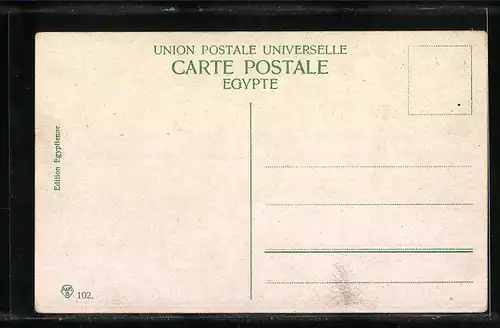 UNION POSTALE UNIVERSELLE
CARTE POSTALE
EGYPTE
Edition Egyptienne.
102.